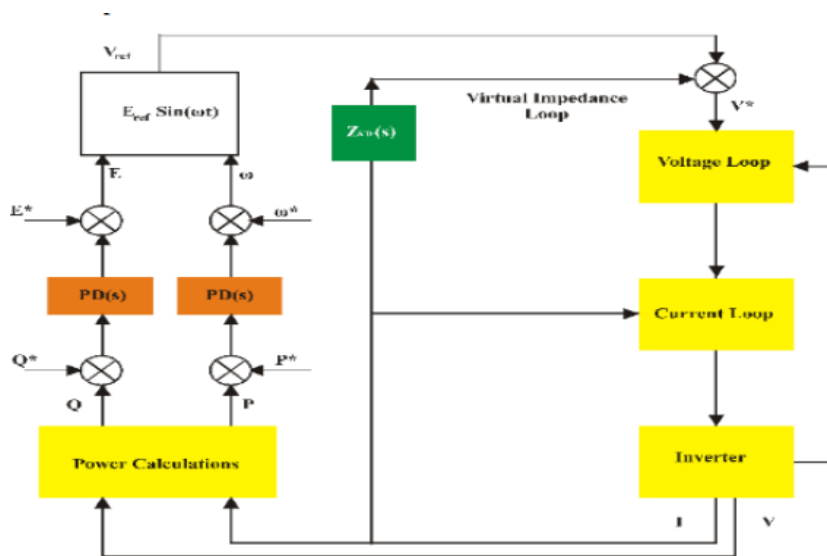 Vref
Eref Sin(ωt)
Virtual Impedance
Loop
V*
Voltage Loop
E
ω
E*
ω*
PD(s)
PD(s)
Current Loop
Q*
P*
Q
P
Power Calculations
Inverter
I
V